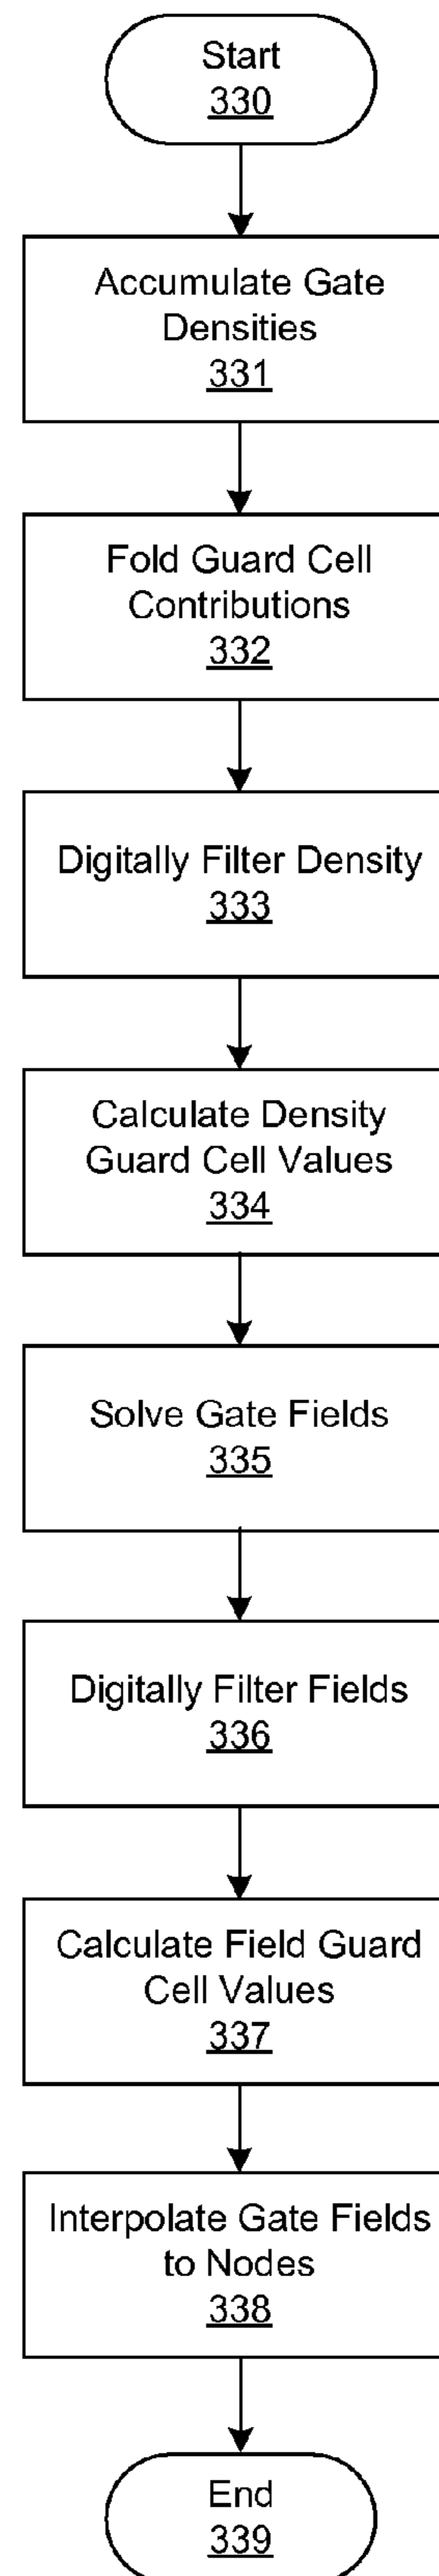 Start
330
Accumulate Gate
Densities
331
Fold Guard Cell
Contributions
332
Digitally Filter Density
333
Calculate Density
Guard Cell Values
334
Solve Gate Fields
335
Digitally Filter Fields
336
Calculate Field Guard
Cell Values
337
Interpolate Gate Fields
to Nodes
338
End
339